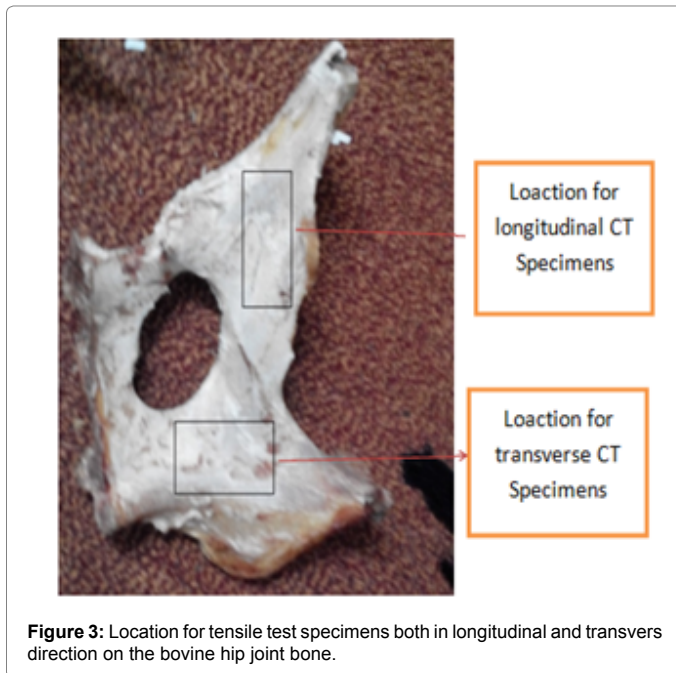 Loaction for
longitudinal CT
Specimens
Loaction for
transverse CT
Specimens
Figure 3: Location for tensile test specimens both in longitudinal and transvers
direction on the bovine hip joint bone.